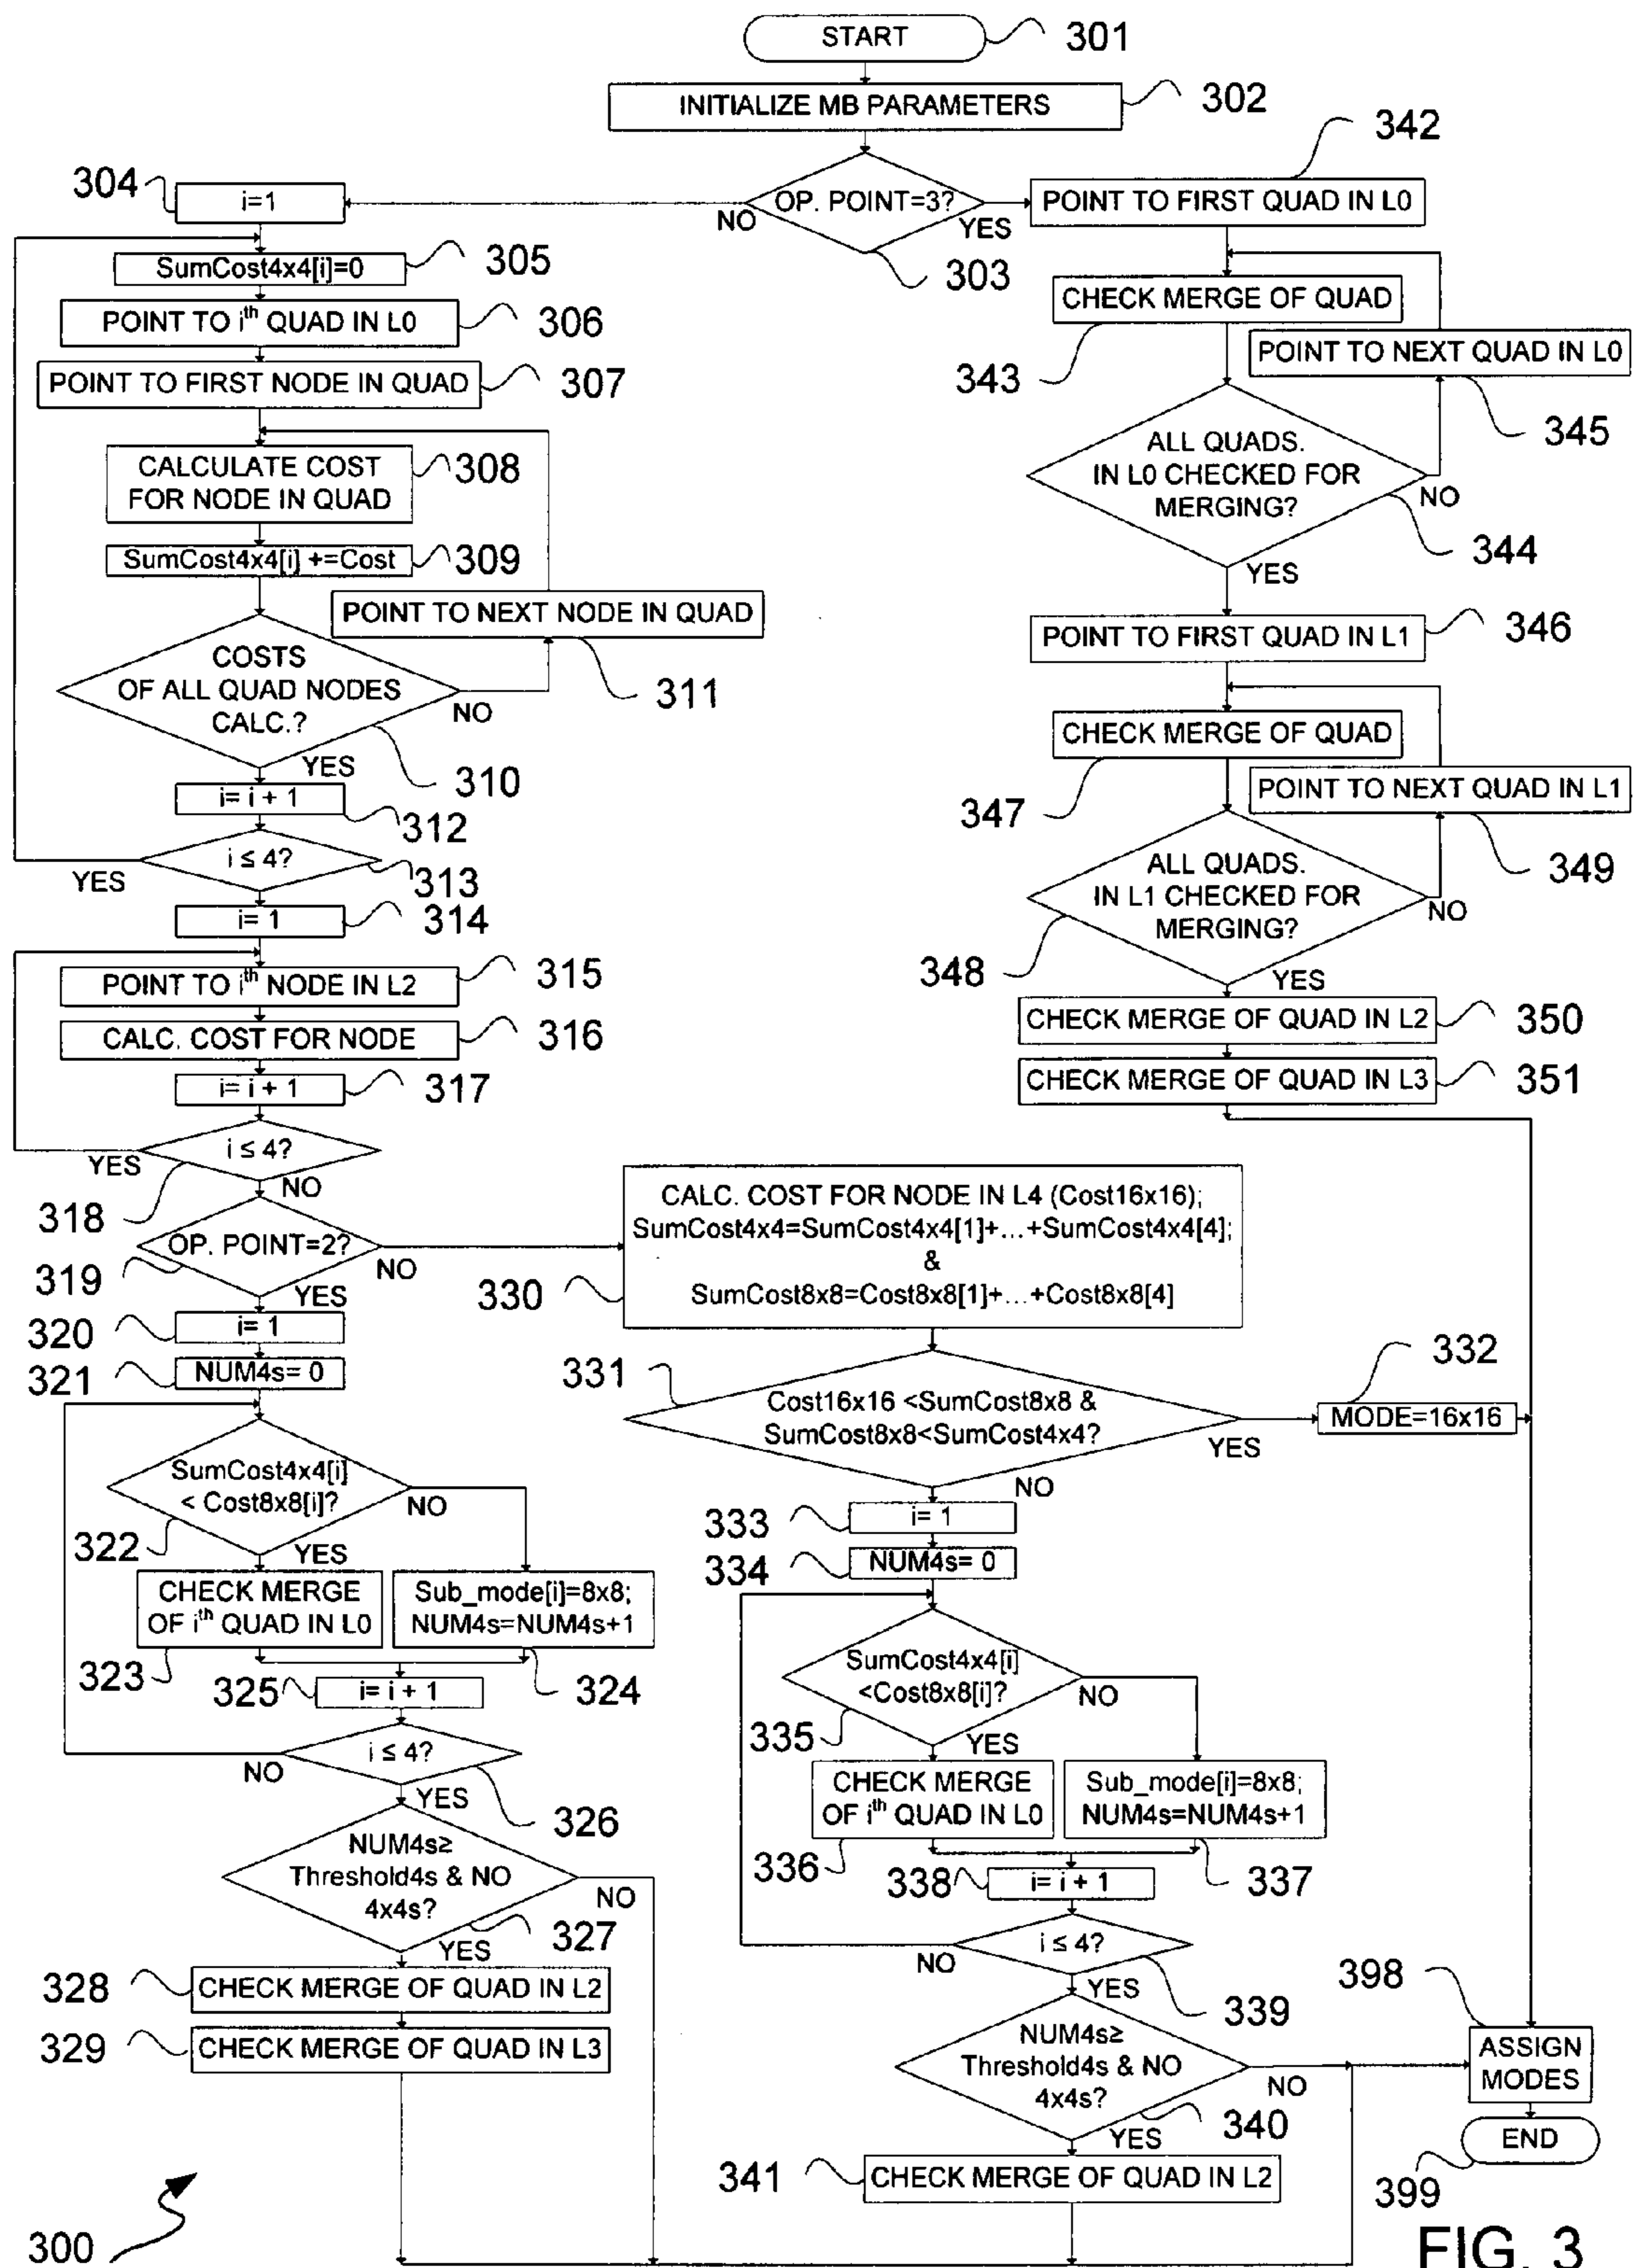 START
301
INITIALIZE MB PARAMETERS
302
342
304
i=1
NO
OP. POINT=3?
YES
303
POINT TO FIRST QUAD IN L0
SumCost4x4[i]=0
305
POINT TO ith QUAD IN L0
306
POINT TO FIRST NODE IN QUAD
307
CALCULATE COST
FOR NODE IN QUAD
308
SumCost4x4[i] +=Cost
309
POINT TO NEXT NODE IN QUAD
311
COSTS
OF ALL QUAD NODES
CALC.?
NO
YES
310
i= i + 1
312
i ≤ 4?
YES
313
i= 1
314
POINT TO ith NODE IN L2
315
CALC. COST FOR NODE
316
i= i + 1
317
i ≤ 4?
YES
NO
318
OP. POINT=2?
NO
319
YES
i= 1
320
NUM4s= 0
321
SumCost4x4[i]
< Cost8x8[i]?
NO
322
YES
CHECK MERGE
OF ith QUAD IN L0
323
Sub_mode[i]=8x8;
NUM4s=NUM4s+1
324
325
i= i + 1
i ≤ 4?
NO
YES
326
NUM4s≥
Threshold4s & NO
4x4s?
NO
327
YES
328
CHECK MERGE OF QUAD IN L2
329
CHECK MERGE OF QUAD IN L3
CHECK MERGE OF QUAD
343
POINT TO NEXT QUAD IN L0
345
ALL QUADS.
IN L0 CHECKED FOR
MERGING?
NO
344
YES
POINT TO FIRST QUAD IN L1
346
CHECK MERGE OF QUAD
347
POINT TO NEXT QUAD IN L1
349
ALL QUADS.
IN L1 CHECKED FOR
MERGING?
NO
348
YES
CHECK MERGE OF QUAD IN L2
350
CHECK MERGE OF QUAD IN L3
351
CALC. COST FOR NODE IN L4 (Cost16x16);
SumCost4x4=SumCost4x4[1]+...+SumCost4x4[4];
&
SumCost8x8=Cost8x8[1]+...+Cost8x8[4]
330
331
Cost16x16 <SumCost8x8 &
SumCost8x8<SumCost4x4?
YES
NO
332
MODE=16x16
333
i= 1
334
NUM4s= 0
SumCost4x4[i]
<Cost8x8[i]?
NO
335
YES
CHECK MERGE
OF ith QUAD IN L0
336
Sub_mode[i]=8x8;
NUM4s=NUM4s+1
337
338
i= i + 1
i ≤ 4?
NO
YES
339
NUM4s≥
Threshold4s & NO
4x4s?
NO
340
YES
341
CHECK MERGE OF QUAD IN L2
398
ASSIGN
MODES
END
399
300
FIG. 3